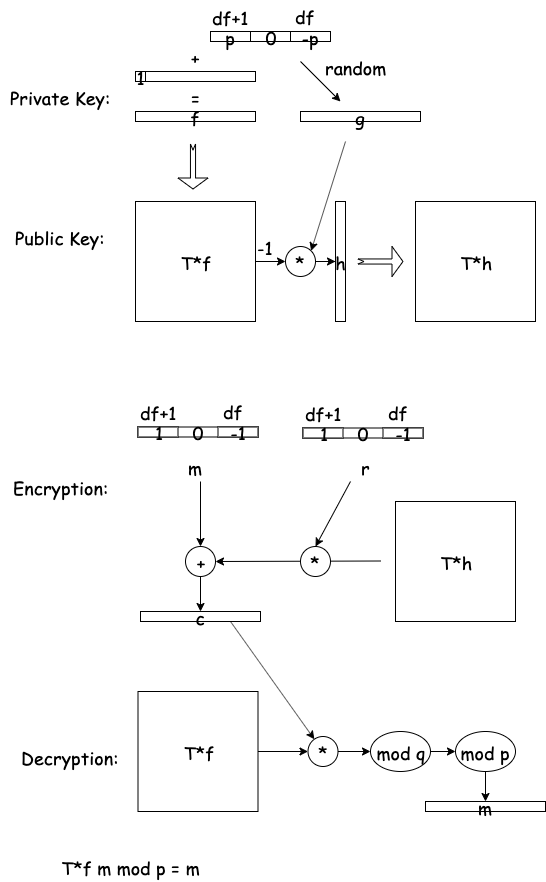 df+1 df
p 0 -p
+
1
random
Private Key:
=
f g
Public Key:
T*f -1 * h T*h
df+1 df df+1 df
1 0 -1 1 0 -1
m r
Encryption:
+ * T*h
c
Decryption:
T*f * mod q mod p
m
T*f m mod p = m